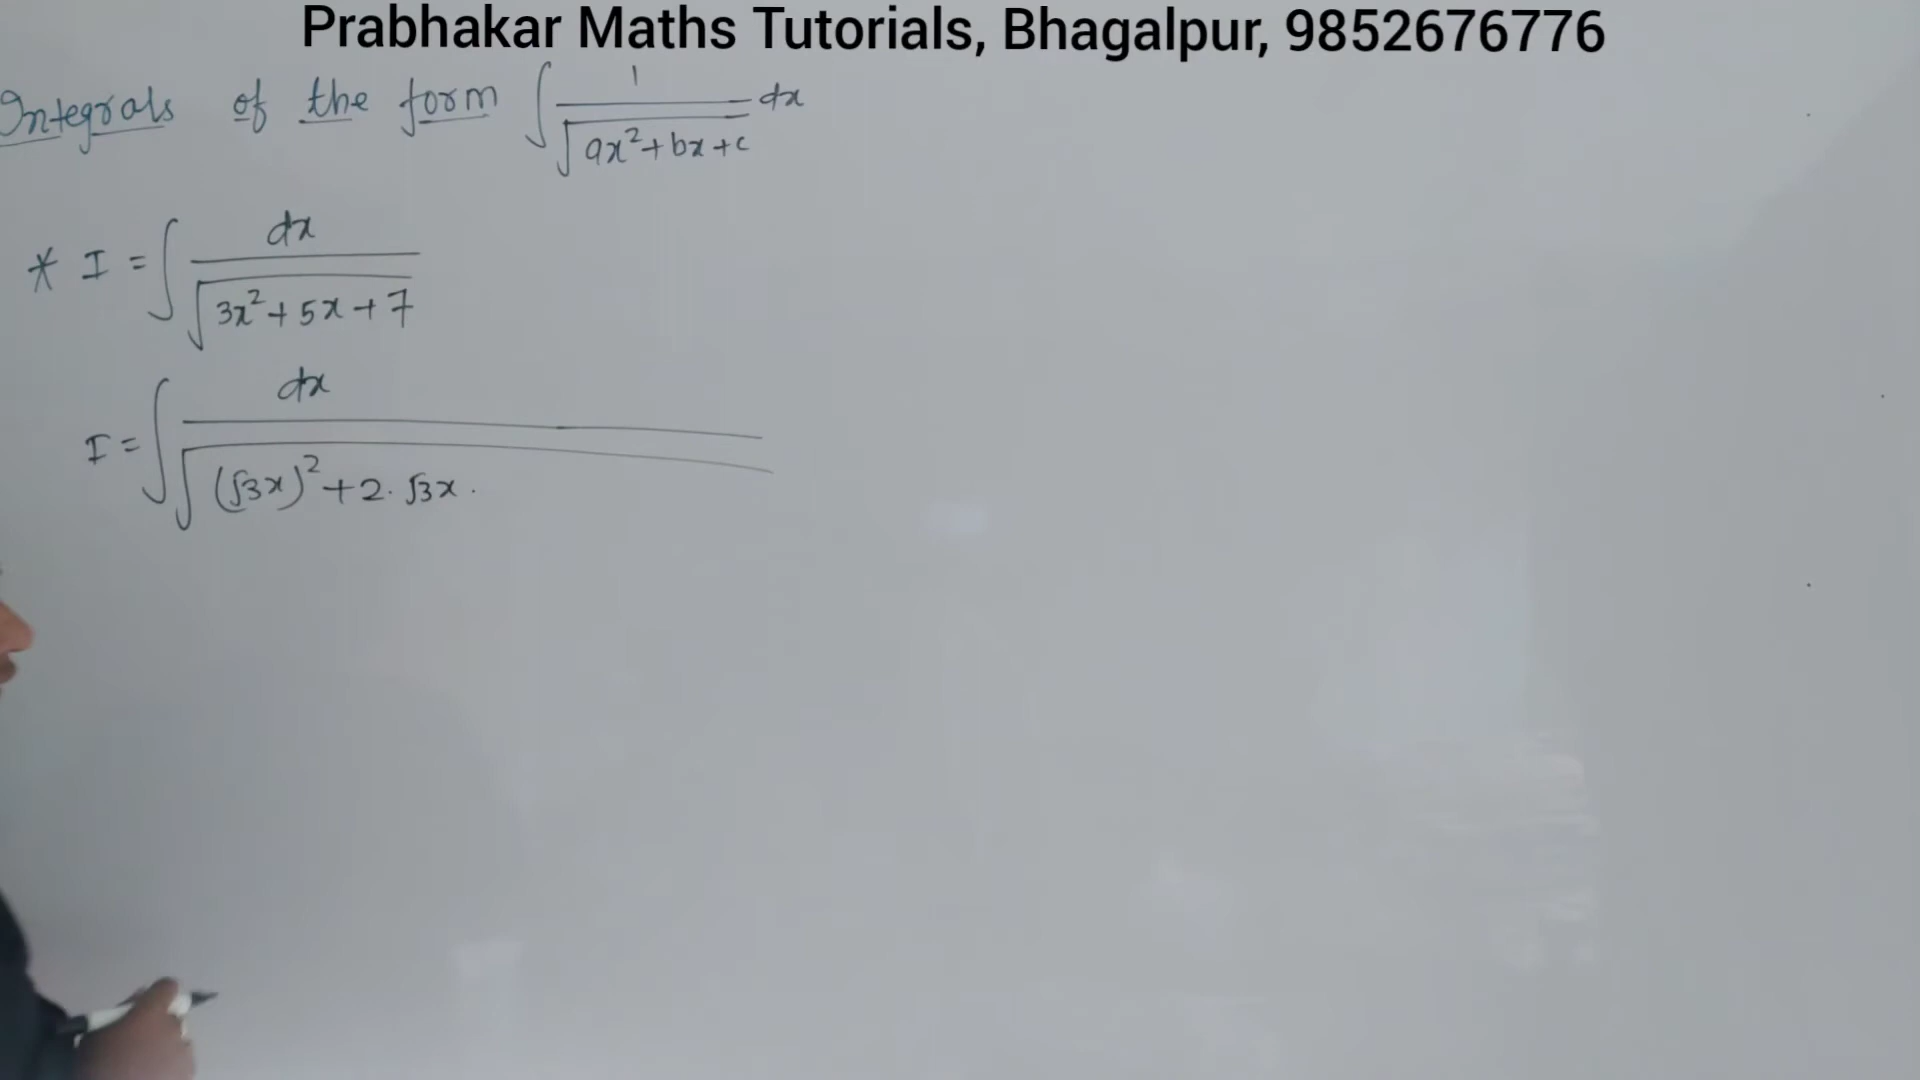 Prabhakar Maths Tutorials, Bhagalpur, 9852676776
Integrals of the form ∫ 1/√(ax²+bx+c) dx
* I = ∫ dx/√(3x²+5x+7)
I = ∫ dx/√((√3x)²+2·√3x·